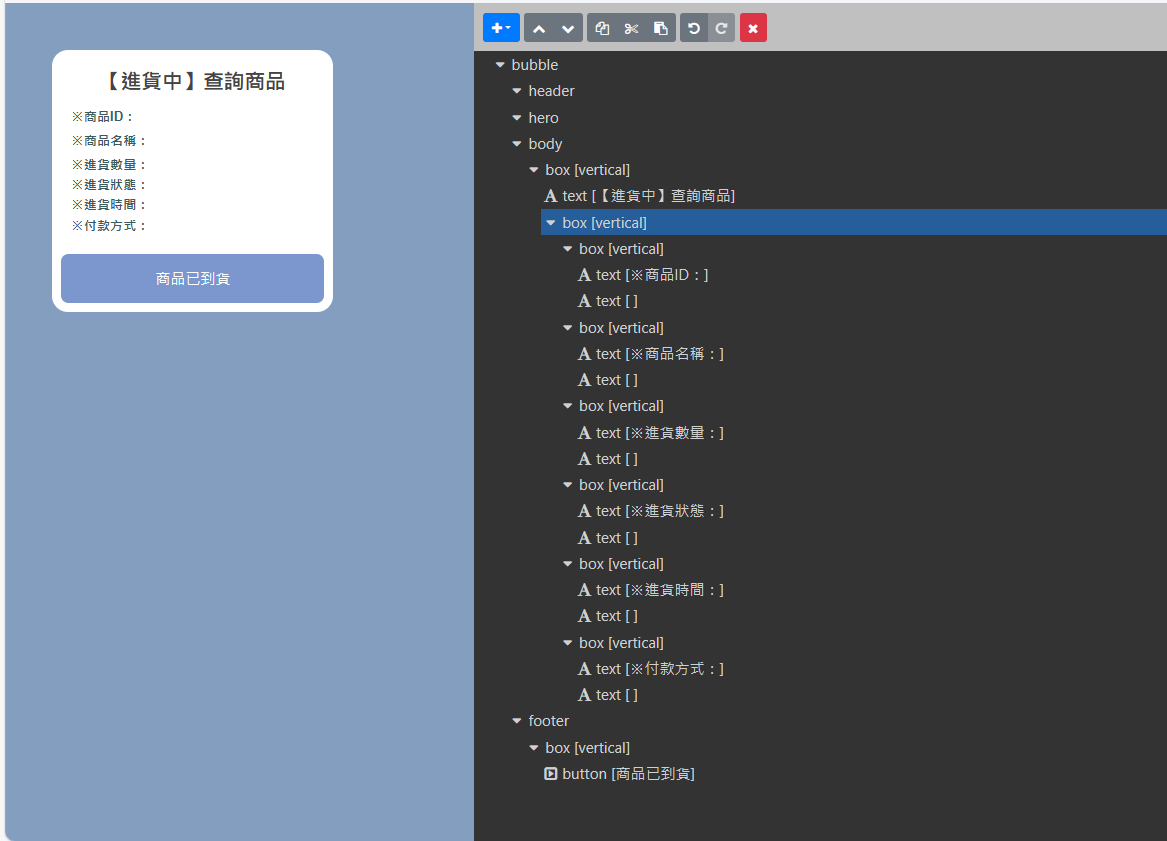 【進貨中】查詢商品
※商品ID：
※商品名稱：
※進貨數量：
※進貨狀態：
※進貨時間：
※付款方式：
商品已到貨
bubble
header
hero
body
box [vertical]
A text [【進貨中】查詢商品]
box [vertical]
box [vertical]
A text [※商品ID：]
A text [ ]
box [vertical]
A text [※商品名稱：]
A text [ ]
box [vertical]
A text [※進貨數量：]
A text [ ]
box [vertical]
A text [※進貨狀態：]
A text [ ]
box [vertical]
A text [※進貨時間：]
A text [ ]
box [vertical]
A text [※付款方式：]
A text [ ]
footer
box [vertical]
button [商品已到貨]